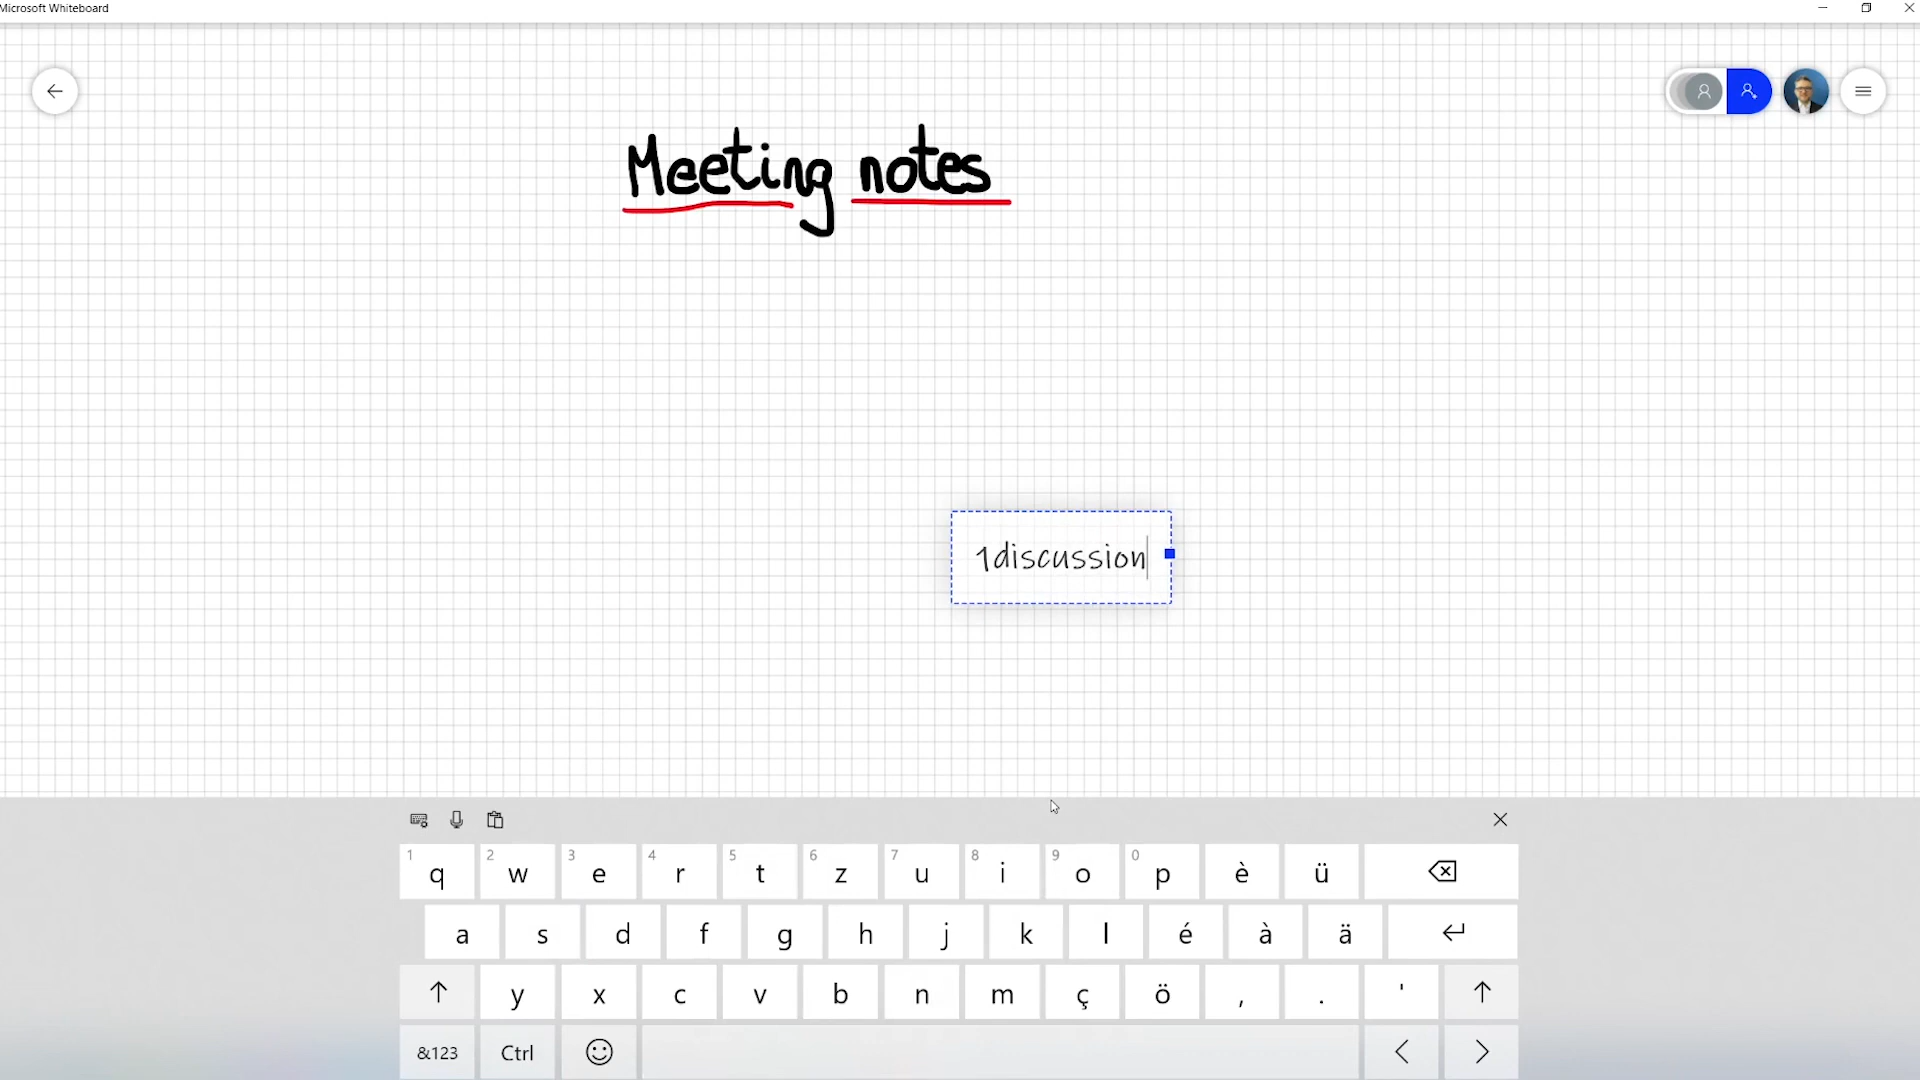 Microsoft Whiteboard
Meeting notes
1discussion
1 2 3 4 5 6 7 8 9 0
q w e r t z u i o p è ü
a s d f g h j k l é à ä
y x c v b n m ç ö , . '
&123 Ctrl